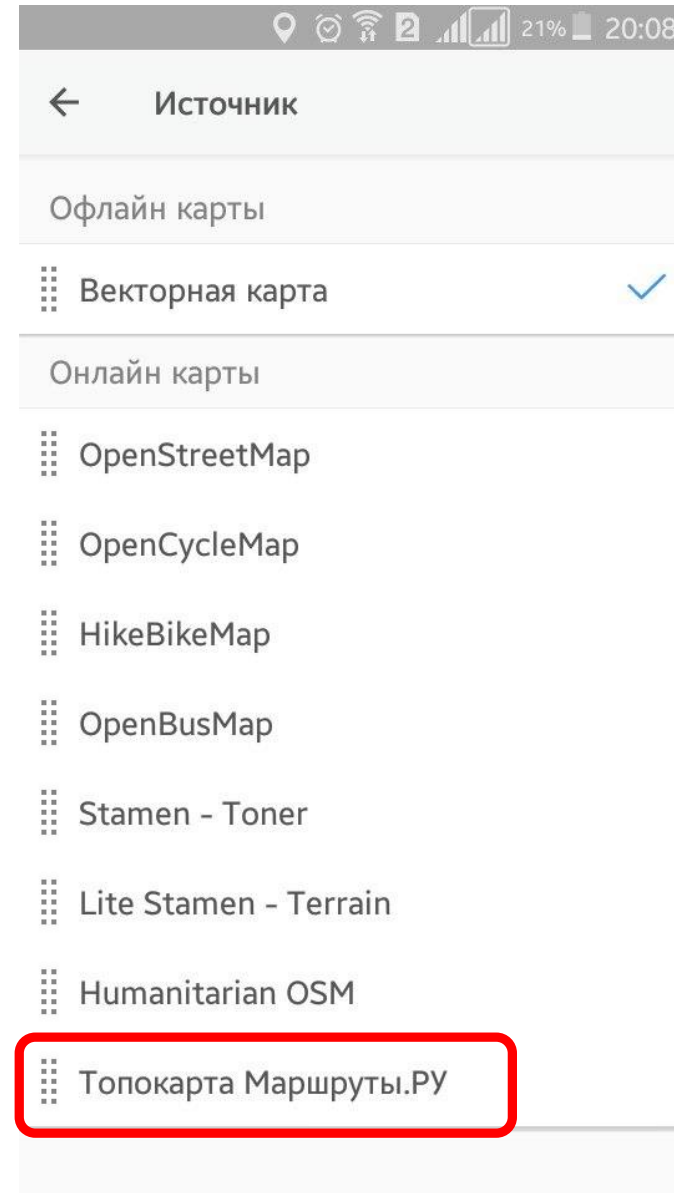 2 21% 20:08
Источник
Офлайн карты
Векторная карта
Онлайн карты
OpenStreetMap
OpenCycleMap
HikeBikeMap
OpenBusMap
Stamen - Toner
Lite Stamen - Terrain
Humanitarian OSM
Топокарта Маршруты.РУ